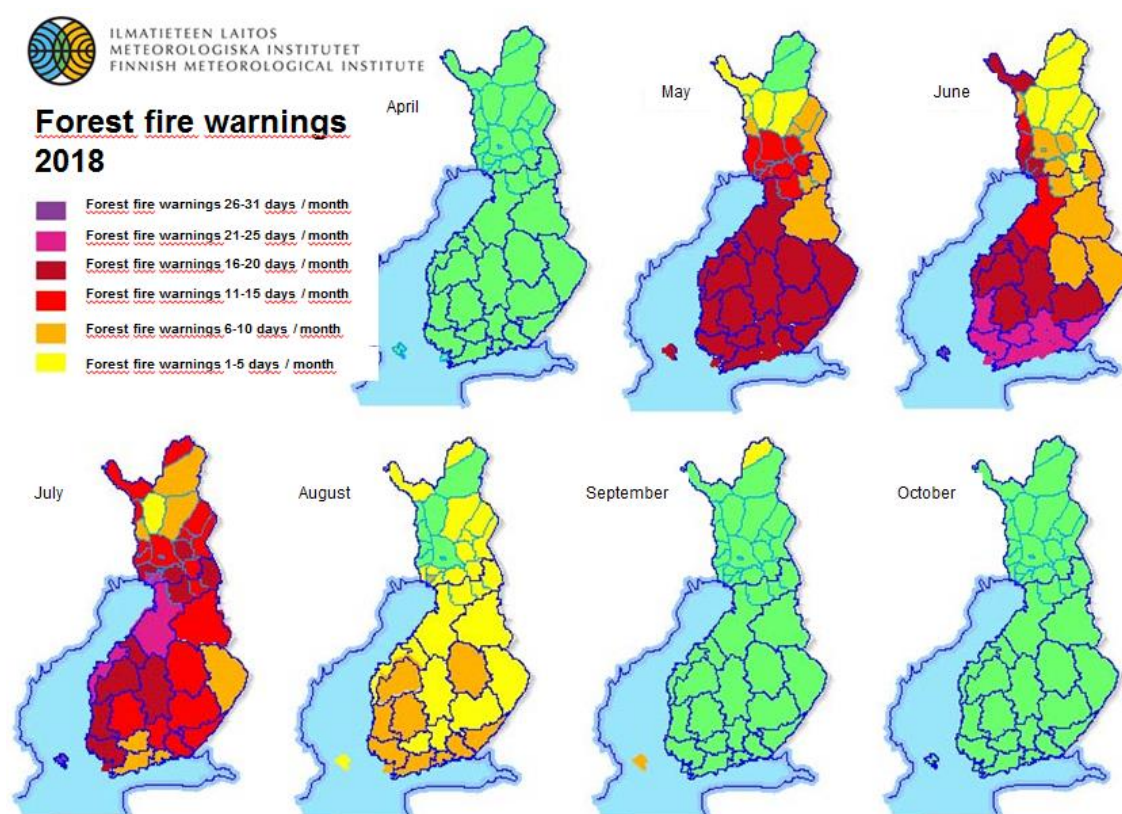 ILMATIETEEN LAITOS
METEOROLOGISKA INSTITUTET
FINNISH METEOROLOGICAL INSTITUTE
Forest fire warnings
2018
Forest fire warnings 26-31 days / month
Forest fire warnings 21-25 days / month
Forest fire warnings 16-20 days / month
Forest fire warnings 11-15 days / month
Forest fire warnings 6-10 days / month
Forest fire warnings 1-5 days / month
April
May
June
July
August
September
October